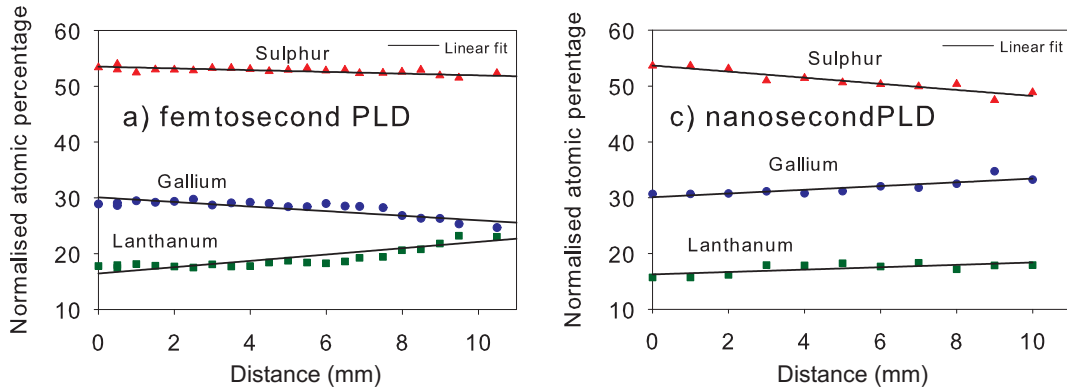 Normalised atomic percentage
60
50
40
30
20
10
Sulphur
Linear fit
a) femtosecond PLD
Gallium
Lanthanum
0 2 4 6 8 10
Distance (mm)
Normalised atomic percentage
60
50
40
30
20
10
Linear fit
Sulphur
c) nanosecondPLD
Gallium
Lanthanum
0 2 4 6 8 10
Distance (mm)